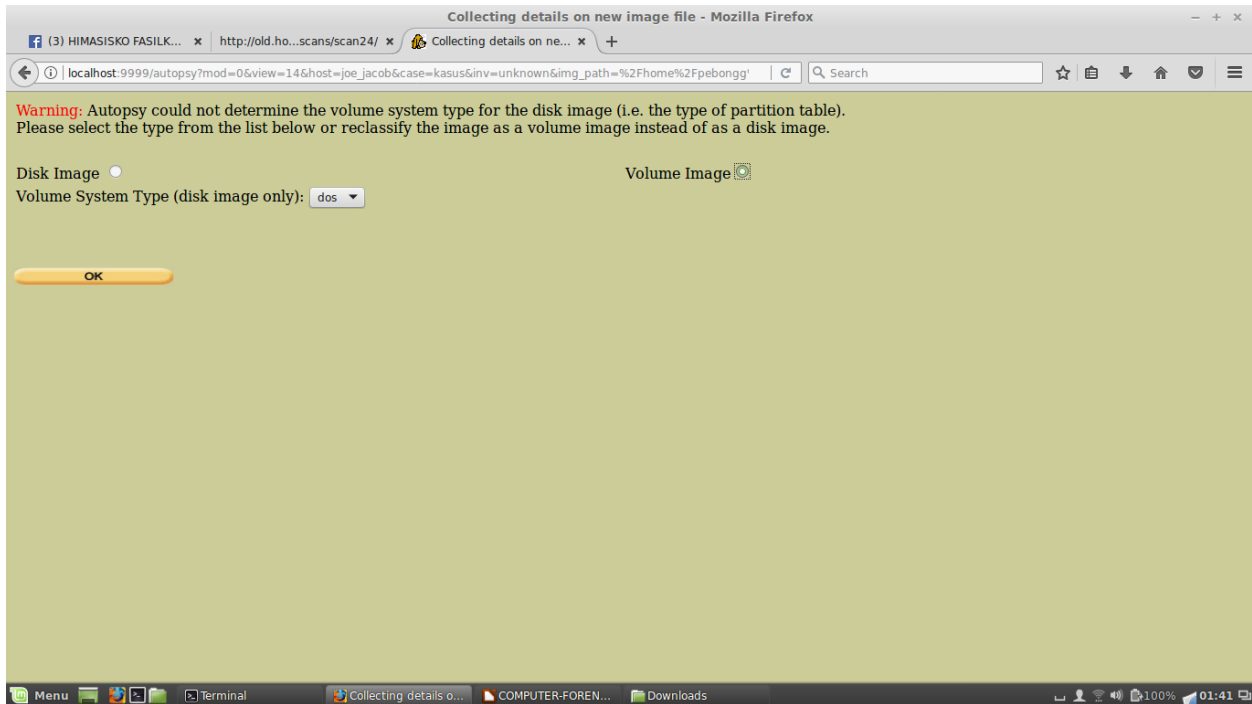 Collecting details on new image file - Mozilla Firefox
(3) HIMASISKO FASILK... http://old.ho...scans/scan24/ Collecting details on ne...
localhost:9999/autopsy?mod=0&view=14&host=joe_jacob&case=kasus&inv=unknown&img_path=%2Fhome%2Fpebongg' Search
Warning: Autopsy could not determine the volume system type for the disk image (i.e. the type of partition table).
Please select the type from the list below or reclassify the image as a volume image instead of as a disk image.
Disk Image Volume Image
Volume System Type (disk image only): dos
OK
Menu Terminal Collecting details o... COMPUTER-FOREN... Downloads 100% 01:41